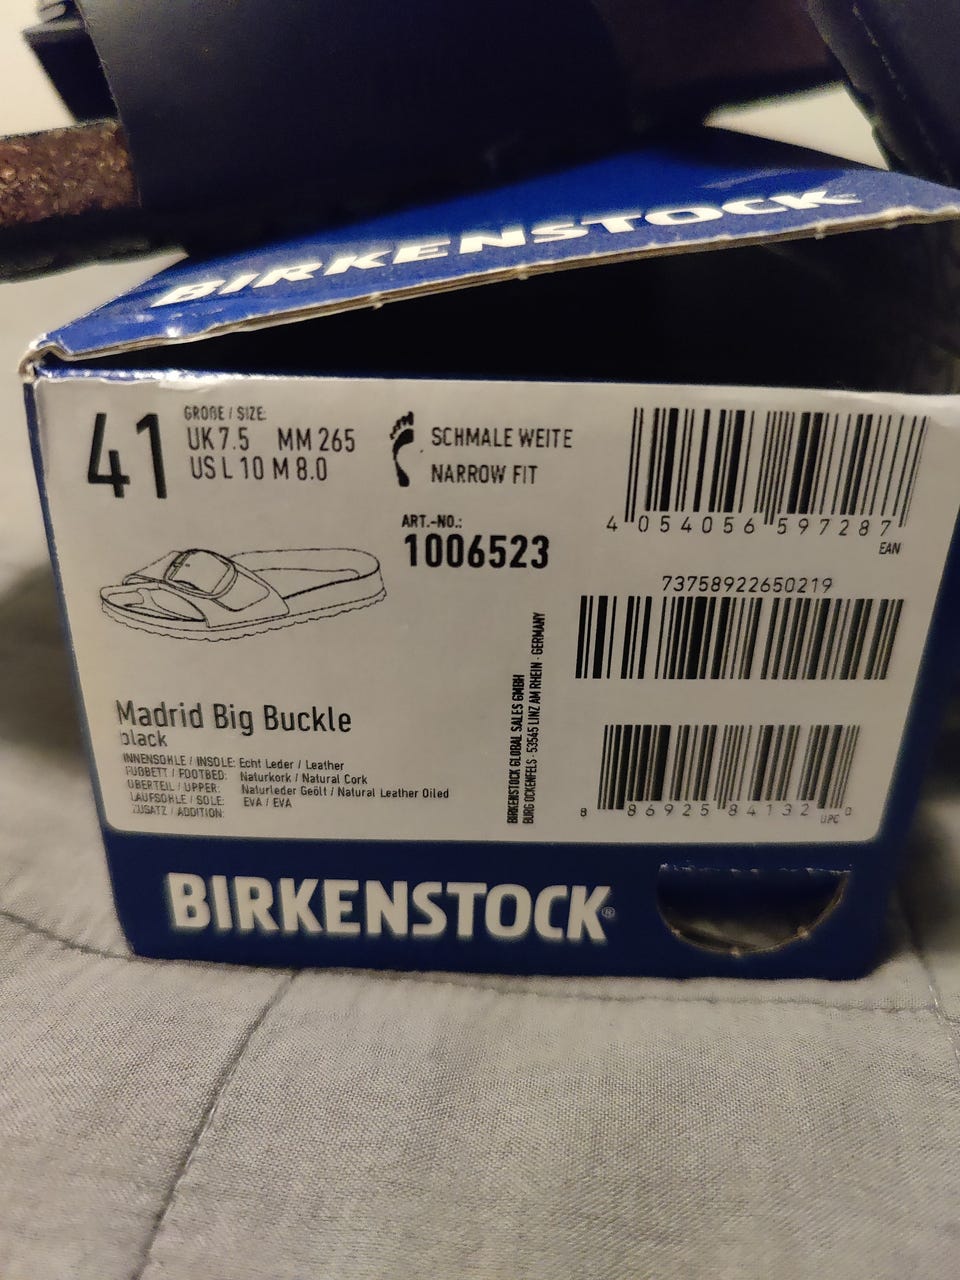 BIRKENSTOCK
41
GRÖßE / SIZE:
UK 7.5 MM 265
US L 10 M 8.0
SCHMALE WEITE
NARROW FIT
ART.-NO.:
1006523
4 054056 597287
EAN
73758922650219
Madrid Big Buckle
black
INNENSOHLE / INSOLE: Echt Leder / Leather
FUßBETT / FOOTBED: Naturkork / Natural Cork
OBERTEIL / UPPER: Naturleder Geölt / Natural Leather Oiled
LAUFSOHLE / SOLE: EVA / EVA
ZUSATZ / ADDITION:
BIRKENSTOCK GLOBAL SALES GMBH
BURG OCKENFELS · 53545 LINZ AM RHEIN · GERMANY
8 86925 84132 0
UPC
BIRKENSTOCK®